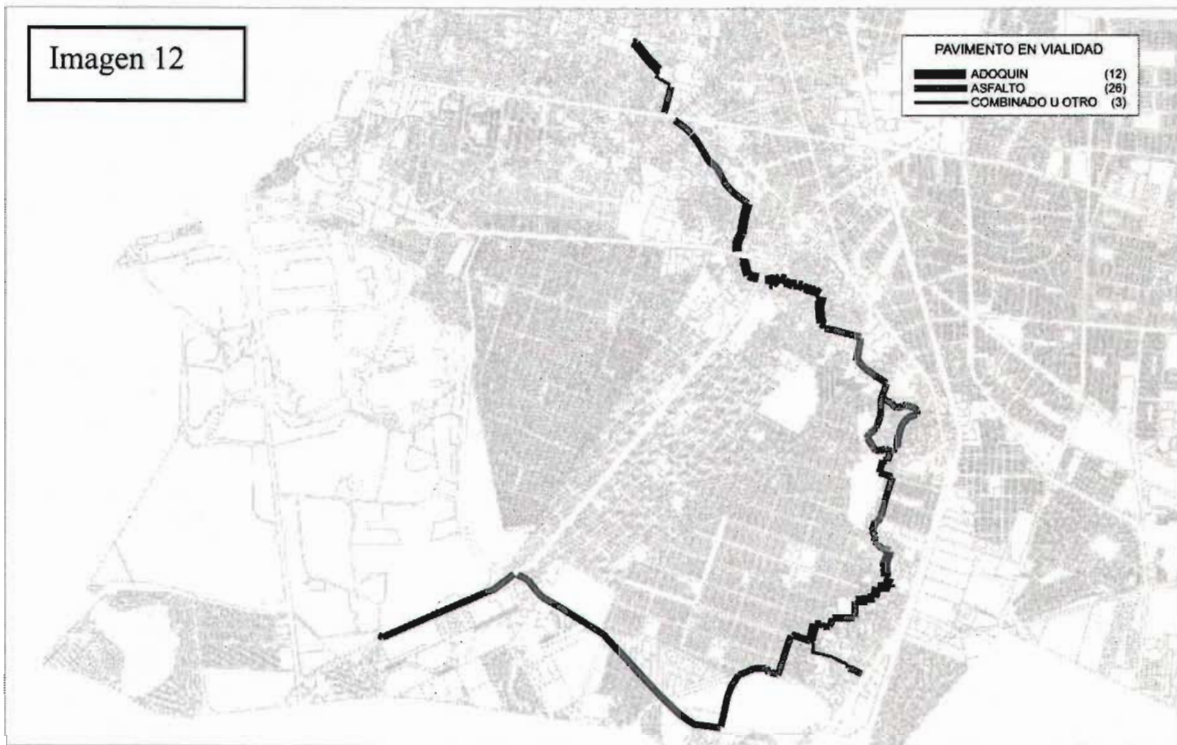 Imagen 12
PAVIMENTO EN VIALIDAD
ADOQUIN (12)
ASFALTO (26)
COMBINADO U OTRO (3)